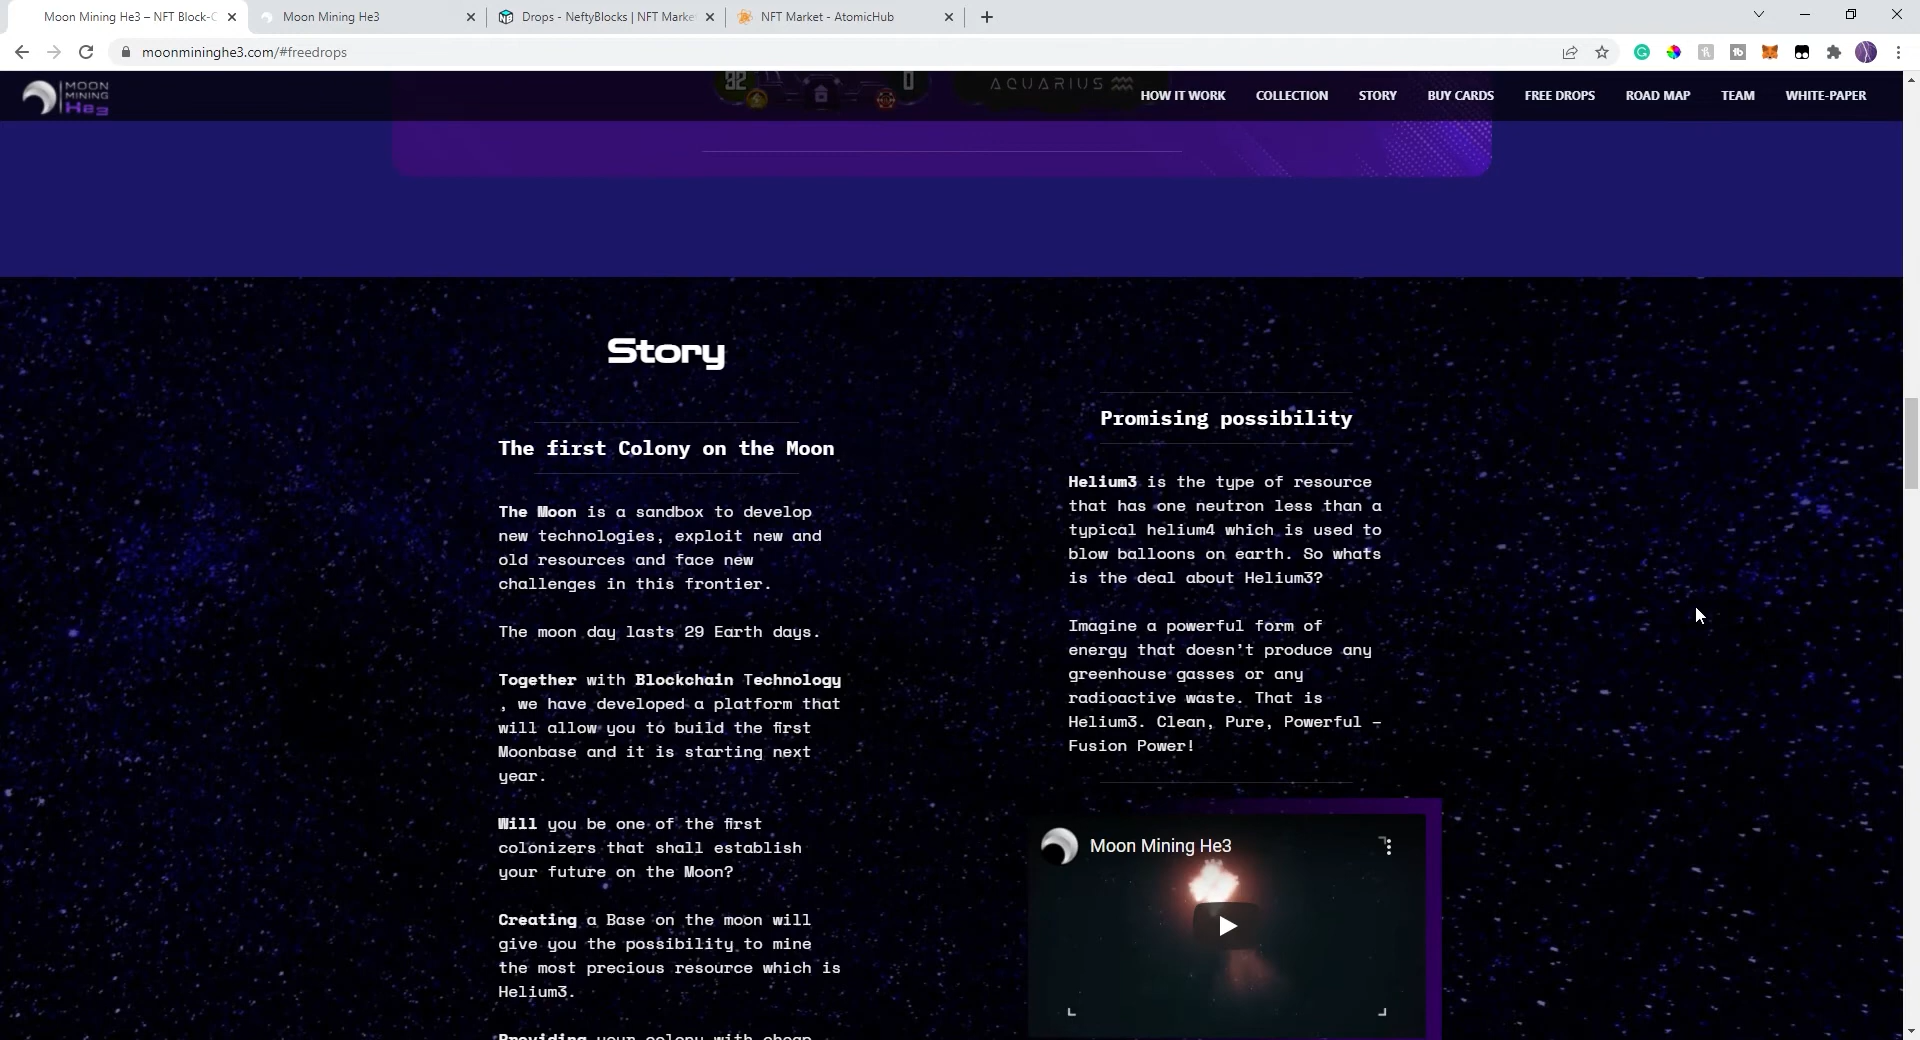 Moon Mining He3 – NFT Block-C
Moon Mining He3
Drops - NeftyBlocks | NFT Marke
NFT Market - AtomicHub
moonmininghe3.com/#freedrops
MOON
MINING
He3
32
0
AQUARIUS
HOW IT WORK
COLLECTION
STORY
BUY CARDS
FREE DROPS
ROAD MAP
TEAM
WHITE-PAPER
Story
The first Colony on the Moon
The Moon is a sandbox to develop
new technologies, exploit new and
old resources and face new
challenges in this frontier.
The moon day lasts 29 Earth days.
Together with Blockchain Technology
, we have developed a platform that
will allow you to build the first
Moonbase and it is starting next
year.
Will you be one of the first
colonizers that shall establish
your future on the Moon?
Creating a Base on the moon will
give you the possibility to mine
the most precious resource which is
Helium3.
Providing your colony with cheap
Promising possibility
Helium3 is the type of resource
that has one neutron less than a
typical helium4 which is used to
blow balloons on earth. So whats
is the deal about Helium3?
Imagine a powerful form of
energy that doesn't produce any
greenhouse gasses or any
radioactive waste. That is
Helium3. Clean, Pure, Powerful –
Fusion Power!
Moon Mining He3